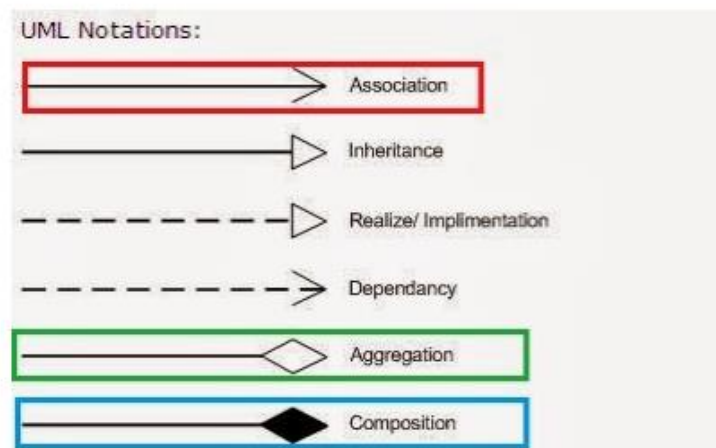 UML Notations:
Association
Inheritance
Realize/ Implimentation
Dependancy
Aggregation
Composition